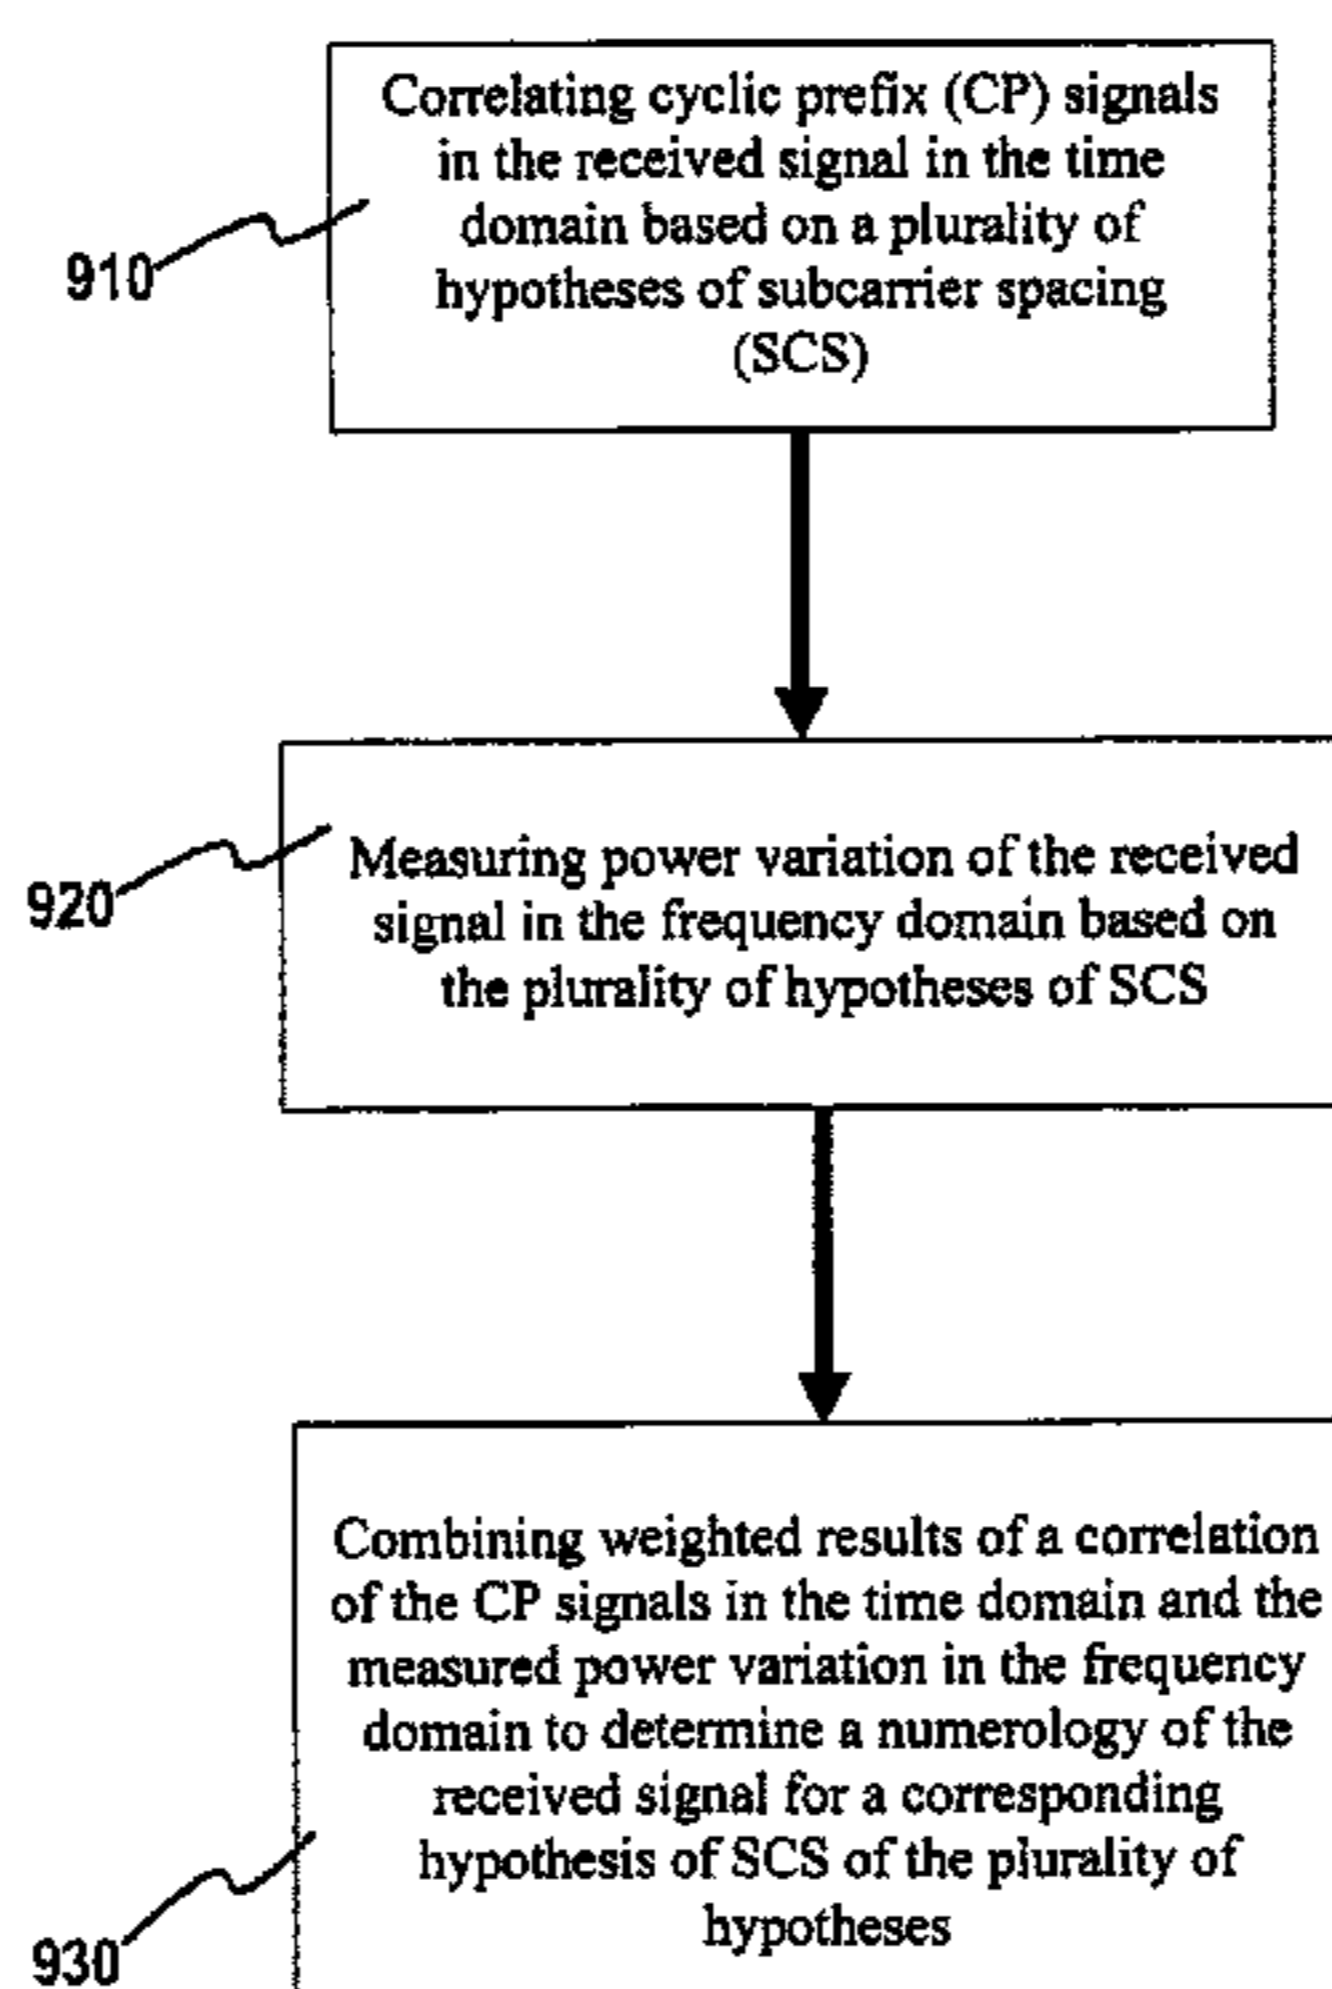 Correlating cyclic prefix (CP) signals
in the received signal in the time
domain based on a plurality of
hypotheses of subcarrier spacing
(SCS)
910
Measuring power variation of the received
signal in the frequency domain based on
the plurality of hypotheses of SCS
920
Combining weighted results of a correlation
of the CP signals in the time domain and the
measured power variation in the frequency
domain to determine a numerology of the
received signal for a corresponding
hypothesis of SCS of the plurality of
hypotheses
930